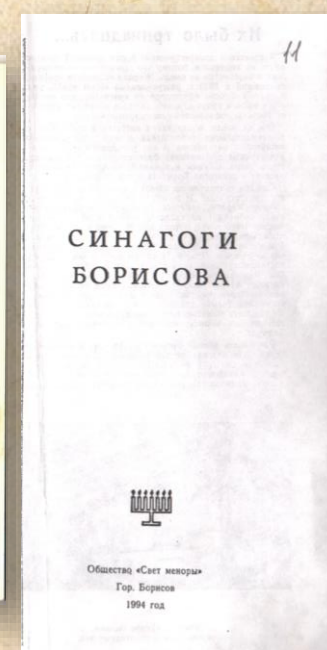 11
СИНАГОГИ
БОРИСОВА
Общество «Свет меноры»
Гор. Борисов
1994 год